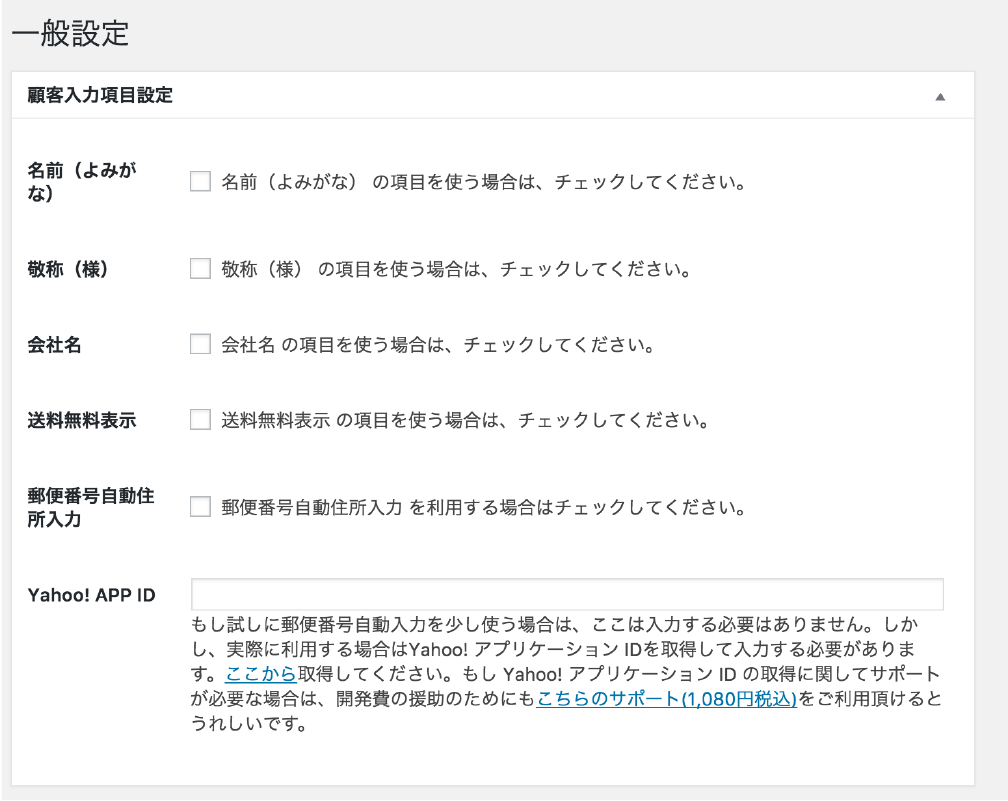 一般設定
顧客入力項目設定
名前（よみが
な）
名前（よみがな） の項目を使う場合は、チェックしてください。
敬称（様）
敬称（様） の項目を使う場合は、チェックしてください。
会社名
会社名 の項目を使う場合は、チェックしてください。
送料無料表示
送料無料表示 の項目を使う場合は、チェックしてください。
郵便番号自動住
所入力
郵便番号自動住所入力 を利用する場合はチェックしてください。
Yahoo! APP ID
もし試しに郵便番号自動入力を少し使う場合は、ここは入力する必要はありません。しか
し、実際に利用する場合はYahoo! アプリケーション IDを取得して入力する必要がありま
す。ここから取得してください。もし Yahoo! アプリケーション ID の取得に関してサポート
が必要な場合は、開発費の援助のためにもこちらのサポート(1,080円税込)をご利用頂けると
うれしいです。